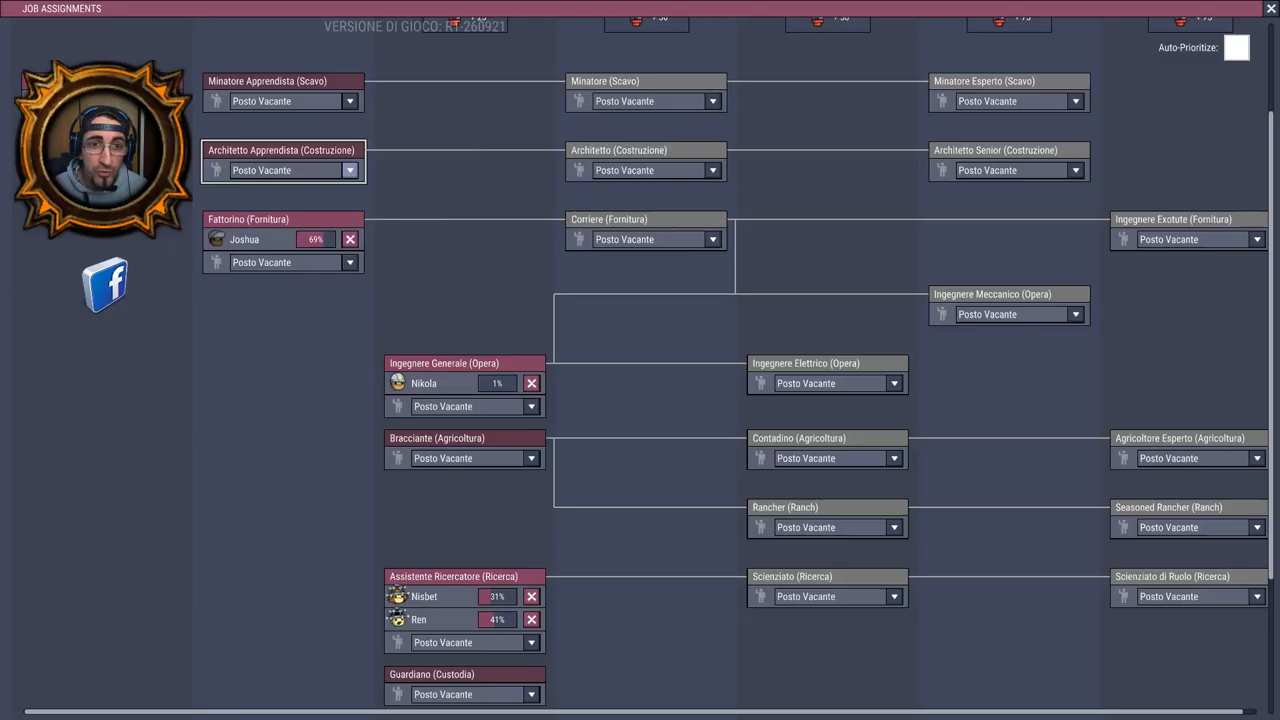 JOB ASSIGNMENTS
VERSIONE DI GIOCO: RT-260921
Auto-Prioritize:
Minatore Apprendista (Scavo)
Posto Vacante
Minatore (Scavo)
Posto Vacante
Minatore Esperto (Scavo)
Posto Vacante
Architetto Apprendista (Costruzione)
Posto Vacante
Architetto (Costruzione)
Posto Vacante
Architetto Senior (Costruzione)
Posto Vacante
Fattorino (Fornitura)
Joshua 69%
Posto Vacante
Corriere (Fornitura)
Posto Vacante
Ingegnere Exotute (Fornitura)
Posto Vacante
Ingegnere Meccanico (Opera)
Posto Vacante
Ingegnere Generale (Opera)
Nikola 1%
Posto Vacante
Ingegnere Elettrico (Opera)
Posto Vacante
Bracciante (Agricoltura)
Posto Vacante
Contadino (Agricoltura)
Posto Vacante
Agricoltore Esperto (Agricoltura)
Posto Vacante
Rancher (Ranch)
Posto Vacante
Seasoned Rancher (Ranch)
Posto Vacante
Assistente Ricercatore (Ricerca)
Nisbet 31%
Ren 41%
Posto Vacante
Scienziato (Ricerca)
Posto Vacante
Scienziato di Ruolo (Ricerca)
Posto Vacante
Guardiano (Custodia)
Posto Vacante